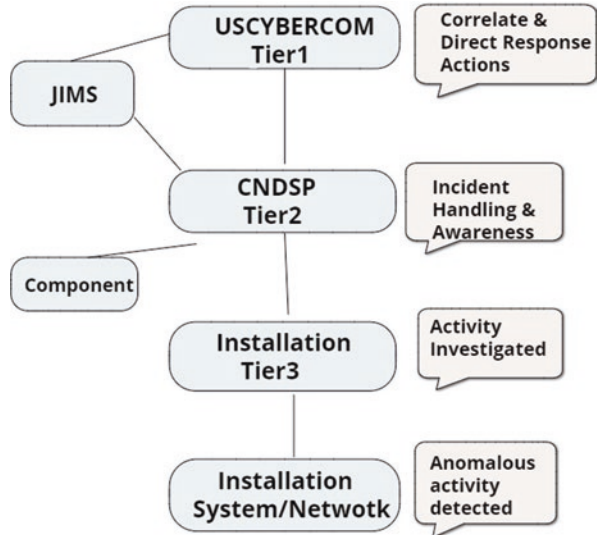 USCYBERCOM
Tier1
Correlate &
Direct Response
Actions
JIMS
CNDSP
Tier2
Incident
Handling &
Awareness
Component
Installation
Tier3
Activity
Investigated
Installation
System/Netwotk
Anomalous
activity
detected